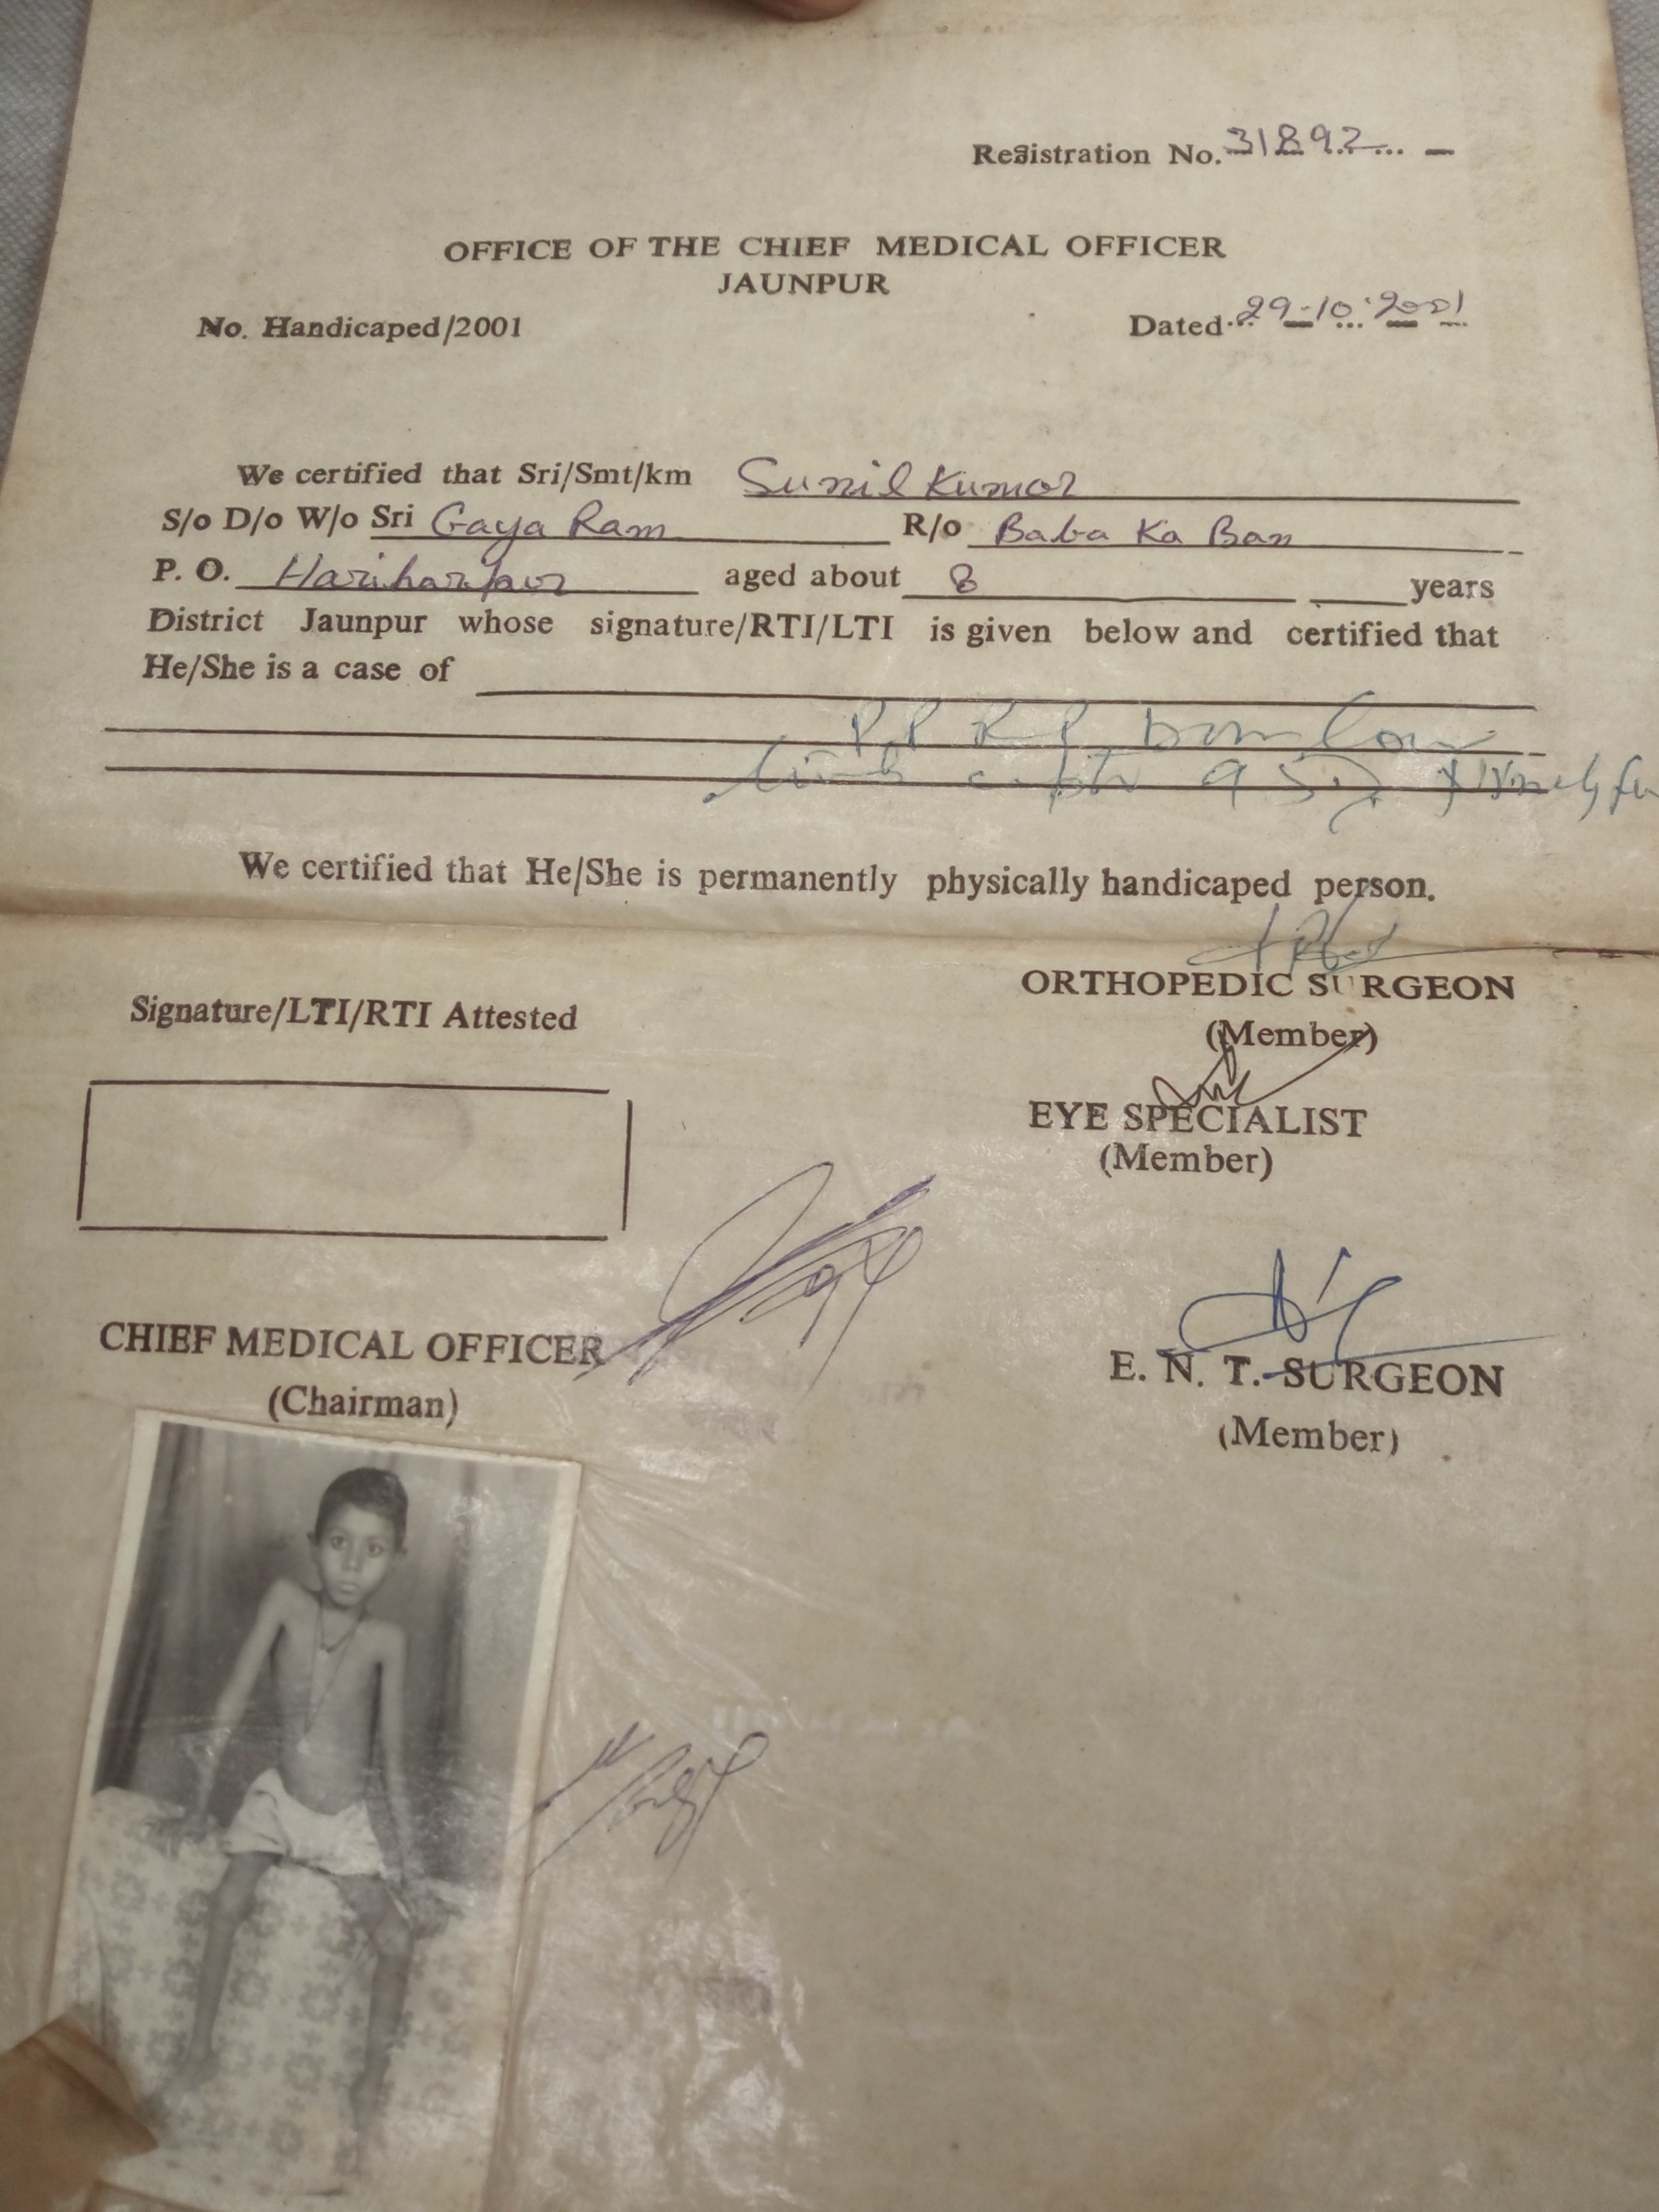 Registration No. 31892
OFFICE OF THE CHIEF MEDICAL OFFICER
JAUNPUR
No. Handicaped/2001 Dated 29-10-2001
We certified that Sri/Smt/km Sunil Kumar
S/o D/o W/o Sri Gaya Ram R/o Baba Ka Ban
P. O. Hariharpur aged about 8 years
District Jaunpur whose signature/RTI/LTI is given below and certified that
He/She is a case of
limb
We certified that He/She is permanently physically handicaped person.
Signature/LTI/RTI Attested
ORTHOPEDIC SURGEON
(Member)
EYE SPECIALIST
(Member)
CHIEF MEDICAL OFFICER
(Chairman)
E. N. T. SURGEON
(Member)